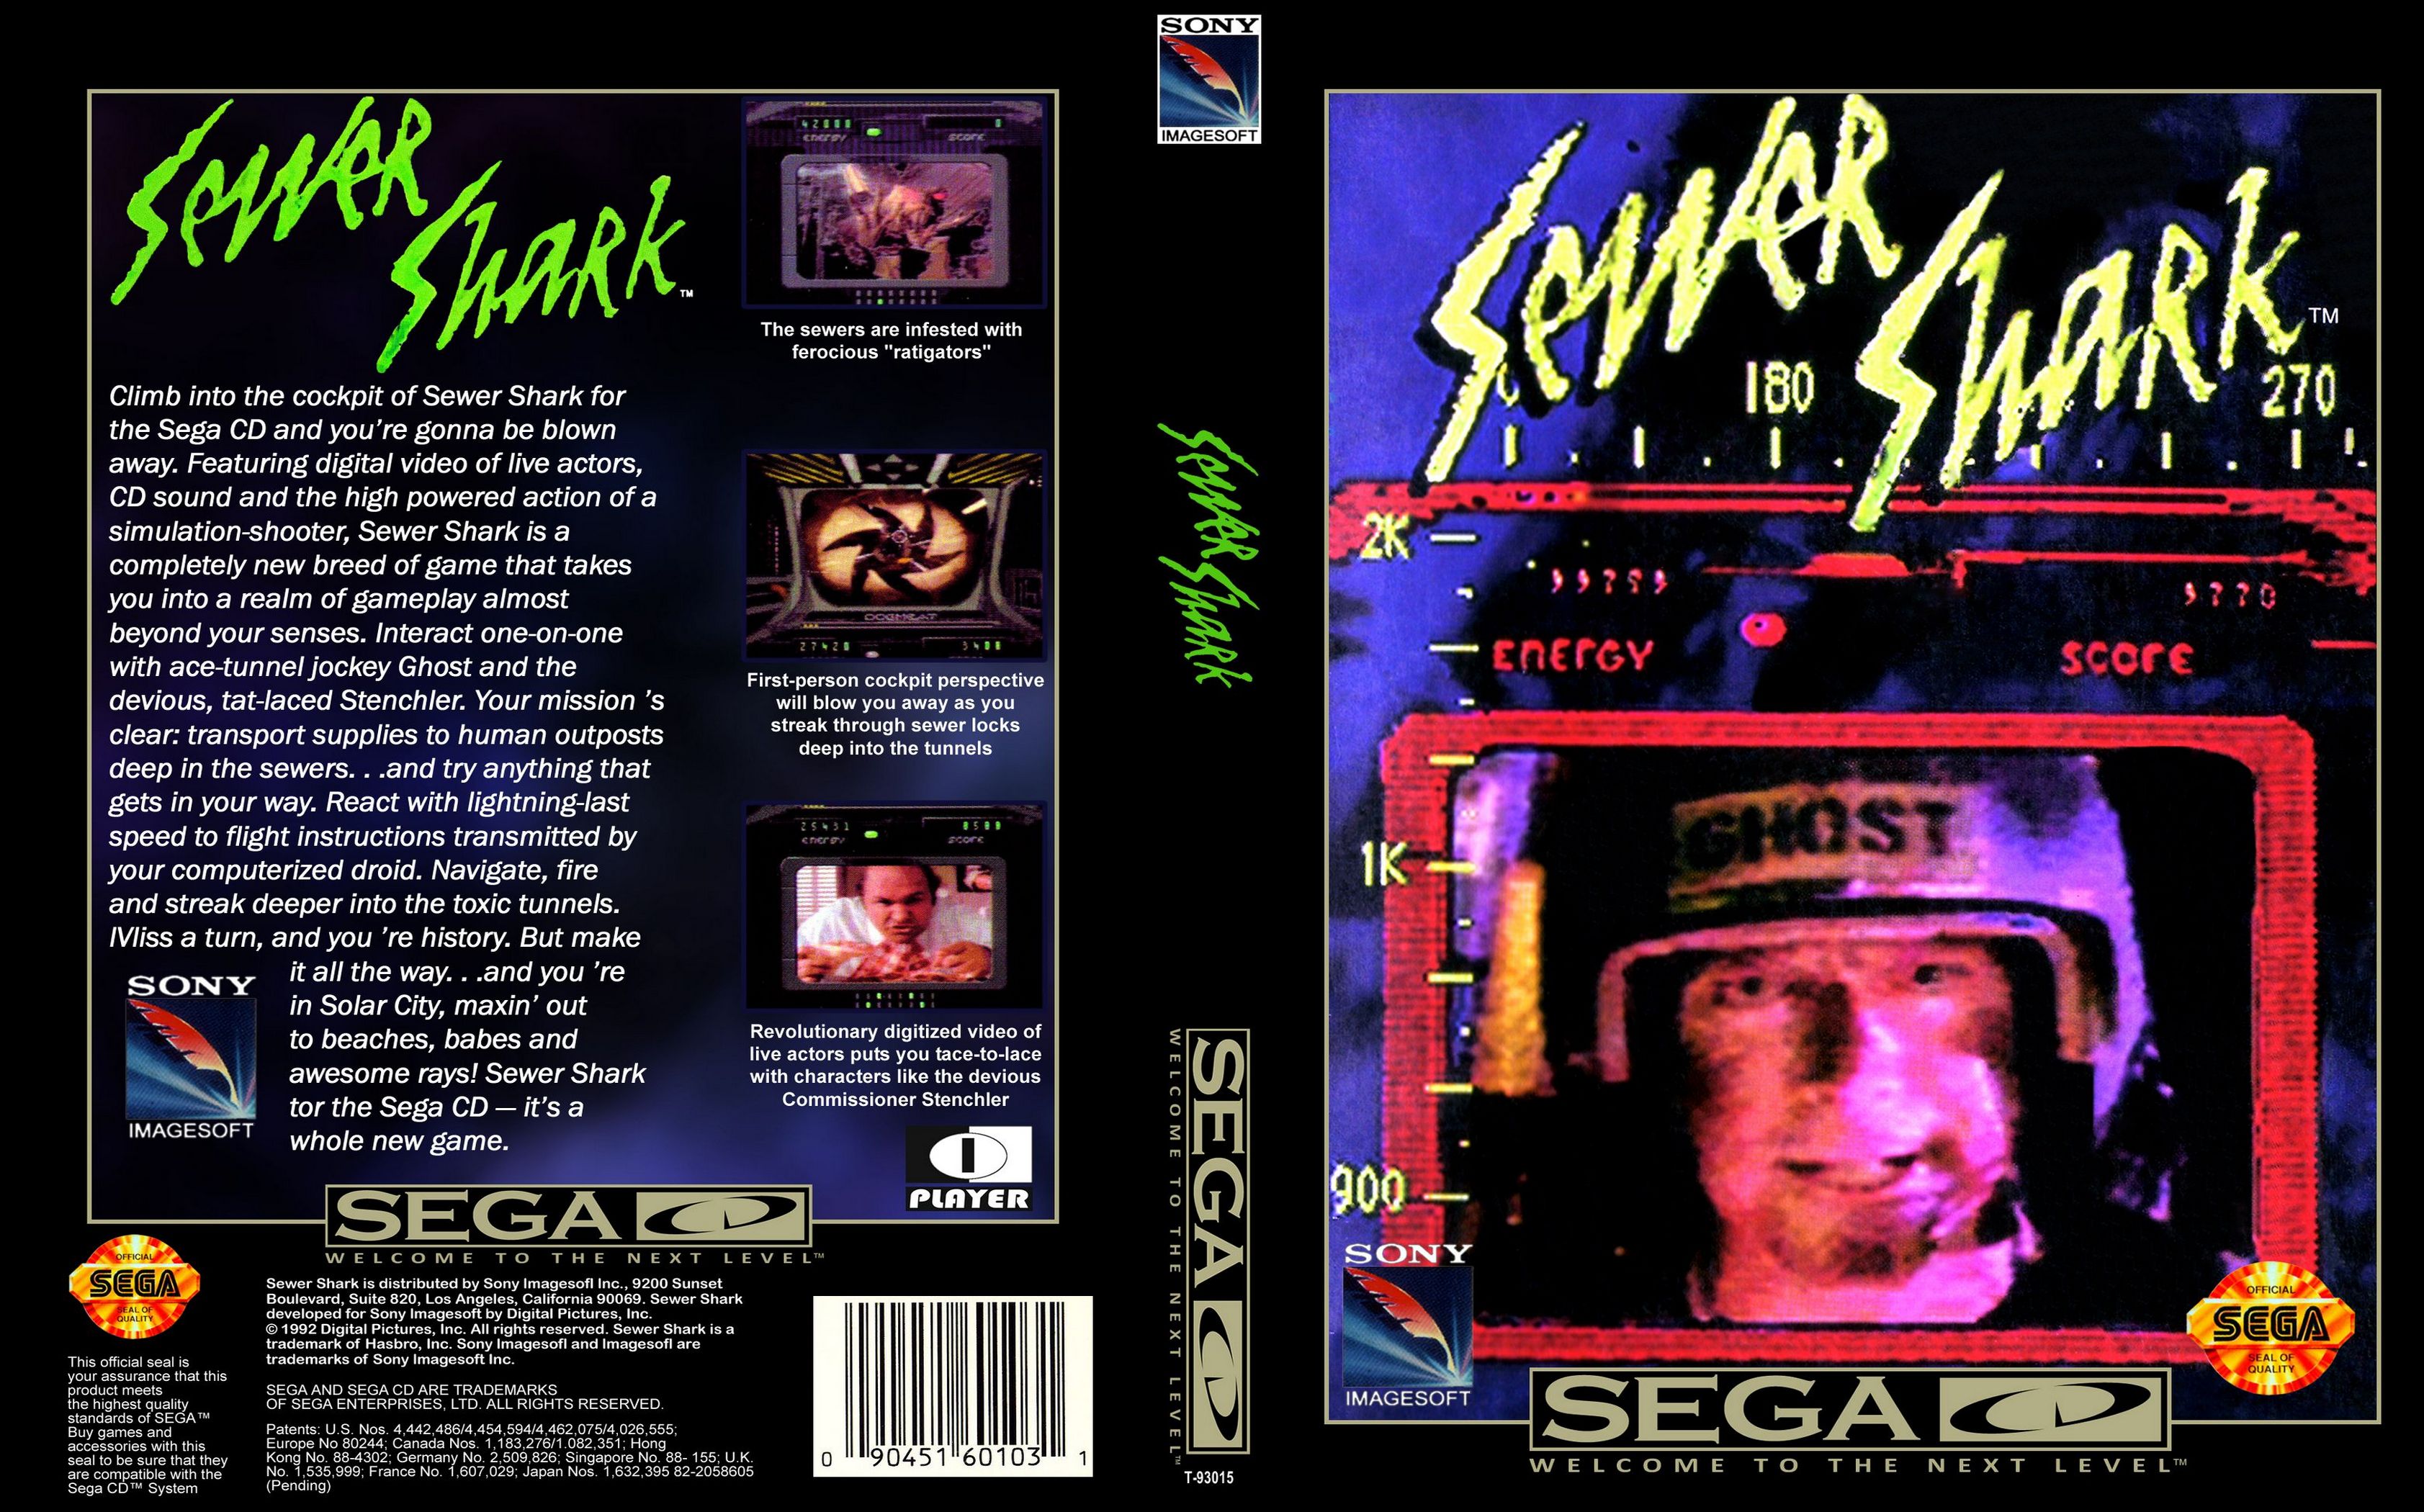 Sewer
Shark
™
Climb into the cockpit of Sewer Shark for
the Sega CD and you're gonna be blown
away. Featuring digital video of live actors,
CD sound and the high powered action of a
simulation-shooter, Sewer Shark is a
completely new breed of game that takes
you into a realm of gameplay almost
beyond your senses. Interact one-on-one
with ace-tunnel jockey Ghost and the
devious, tat-laced Stenchler. Your mission 's
clear: transport supplies to human outposts
deep in the sewers. . .and try anything that
gets in your way. React with lightning-last
speed to flight instructions transmitted by
your computerized droid. Navigate, fire
and streak deeper into the toxic tunnels.
IVliss a turn, and you 're history. But make
it all the way. . .and you 're
in Solar City, maxin' out
to beaches, babes and
awesome rays! Sewer Shark
tor the Sega CD — it's a
whole new game.
SONY
IMAGESOFT
42000
ENERGY
SCORE
The sewers are infested with
ferocious "ratigators"
DOGMEAT
27420
5400
First-person cockpit perspective
will blow you away as you
streak through sewer locks
deep into the tunnels
25431
8580
ENERGY
SCORE
Revolutionary digitized video of
live actors puts you tace-to-lace
with characters like the devious
Commissioner Stenchler
1
PLAYER
SEGA CD
WELCOME TO THE NEXT LEVEL™
OFFICIAL
SEGA
SEAL OF
QUALITY
This official seal is
your assurance that this
product meets
the highest quality
standards of SEGA™
Buy games and
accessories with this
seal to be sure that they
are compatible with the
Sega CD™ System
Sewer Shark is distributed by Sony Imagesofl Inc., 9200 Sunset
Boulevard, Suite 820, Los Angeles, California 90069. Sewer Shark
developed for Sony Imagesoft by Digital Pictures, Inc.
© 1992 Digital Pictures, Inc. All rights reserved. Sewer Shark is a
trademark of Hasbro, Inc. Sony Imagesofl and Imagesofl are
trademarks of Sony Imagesoft Inc.
SEGA AND SEGA CD ARE TRADEMARKS
OF SEGA ENTERPRISES, LTD. ALL RIGHTS RESERVED.
Patents: U.S. Nos. 4,442,486/4,454,594/4,462,075/4,026,555;
Europe No 80244; Canada Nos. 1,183,276/1.082,351; Hong
Kong No. 88-4302; Germany No. 2,509,826; Singapore No. 88- 155; U.K.
No. 1,535,999; France No. 1,607,029; Japan Nos. 1,632,395 82-2058605
(Pending)
0 90451 60103 1
SONY
IMAGESOFT
Sewer Shark
SEGA CD
WELCOME TO THE NEXT LEVEL™
T-93015
Sewer
Shark
™
180
270
2K
99759
9770
ENERGY
SCORE
GHOST
1K
900
SONY
IMAGESOFT
OFFICIAL
SEGA
SEAL OF
QUALITY
SEGA CD
WELCOME TO THE NEXT LEVEL™